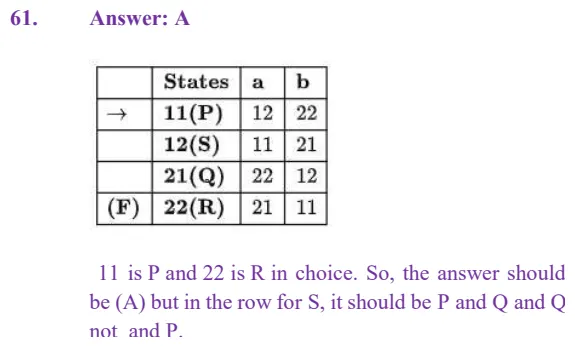 61. Answer: A
States a b
→ 11(P) 12 22
12(S) 11 21
21(Q) 22 12
(F) 22(R) 21 11
11 is P and 22 is R in choice. So, the answer should
be (A) but in the row for S, it should be P and Q and Q
not and P.